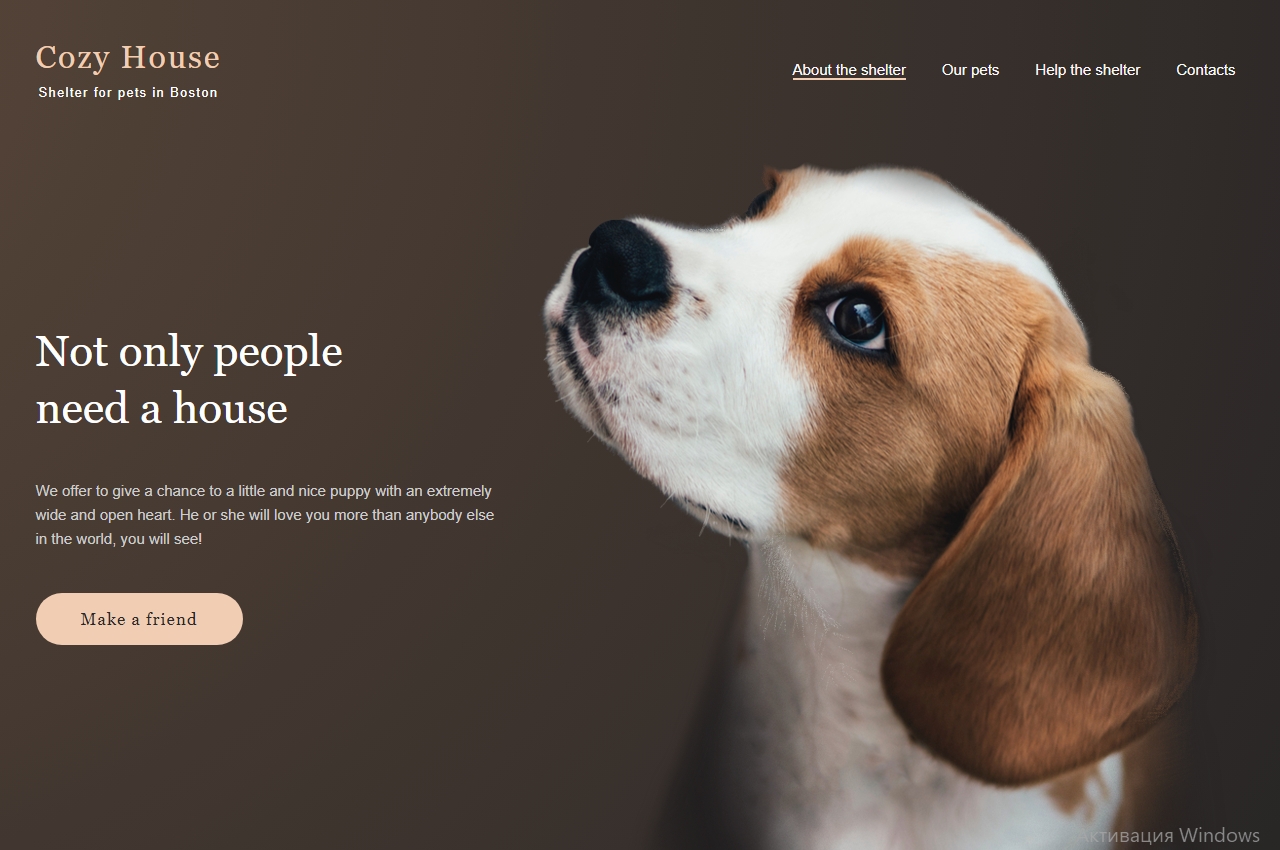 Cozy House
Shelter for pets in Boston
About the shelter
Our pets
Help the shelter
Contacts
Not only people
need a house
We offer to give a chance to a little and nice puppy with an extremely
wide and open heart. He or she will love you more than anybody else
in the world, you will see!
Make a friend
Активация Windows